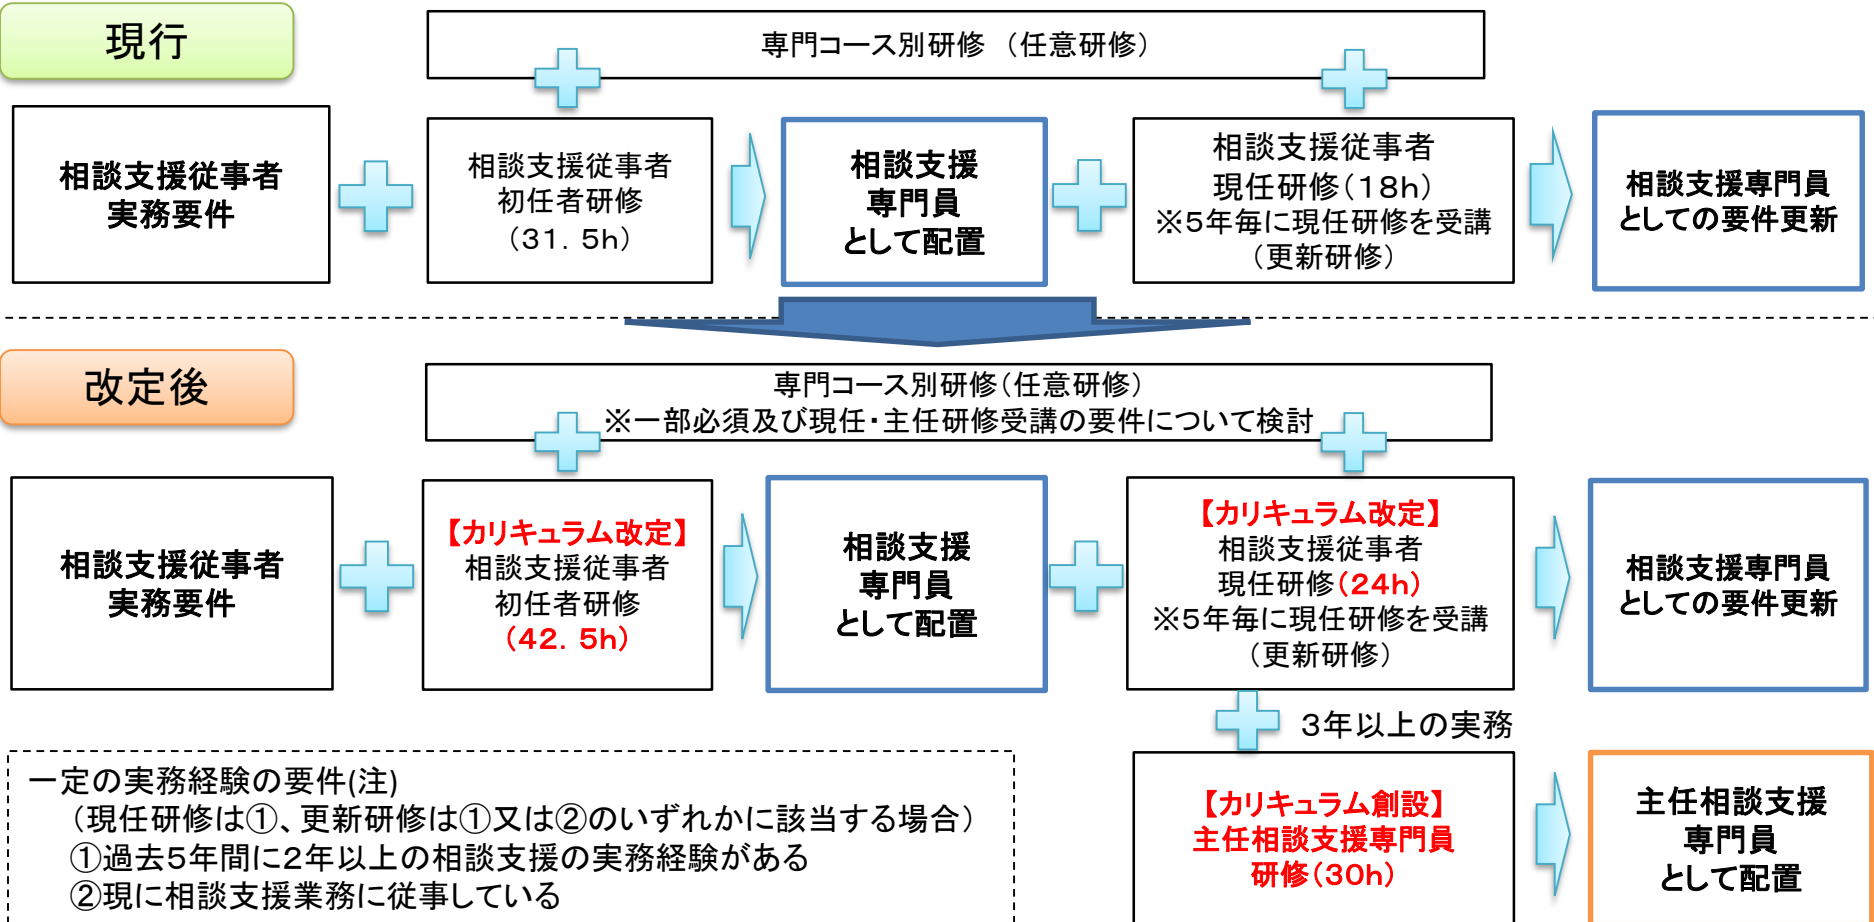 現行
専門コース別研修 （任意研修）
相談支援従事者
実務要件
相談支援従事者
初任者研修
（31．5h）
相談支援
専門員
として配置
相談支援従事者
現任研修（18h）
※5年毎に現任研修を受講
（更新研修）
相談支援専門員
としての要件更新
改定後
専門コース別研修（任意研修）
※一部必須及び現任・主任研修受講の要件について検討
相談支援従事者
実務要件
【カリキュラム改定】
相談支援従事者
初任者研修
（42．5h）
相談支援
専門員
として配置
【カリキュラム改定】
相談支援従事者
現任研修（24h）
※5年毎に現任研修を受講
（更新研修）
相談支援専門員
としての要件更新
3年以上の実務
一定の実務経験の要件(注)
（現任研修は①、更新研修は①又は②のいずれかに該当する場合）
①過去5年間に2年以上の相談支援の実務経験がある
②現に相談支援業務に従事している
【カリキュラム創設】
主任相談支援専門員
研修（30h）
主任相談支援
専門員
として配置